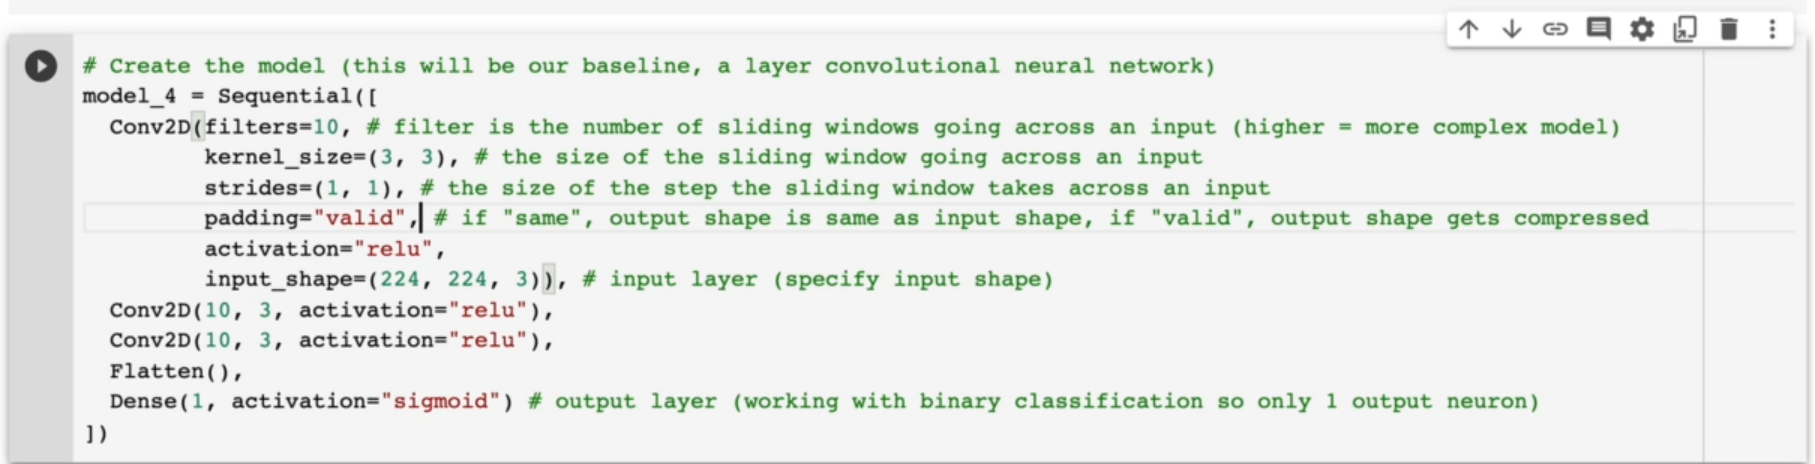 # Create the model (this will be our baseline, a layer convolutional neural network)
model_4 = Sequential([
  Conv2D(filters=10, # filter is the number of sliding windows going across an input (higher = more complex model)
         kernel_size=(3, 3), # the size of the sliding window going across an input
         strides=(1, 1), # the size of the step the sliding window takes across an input
         padding="valid", # if "same", output shape is same as input shape, if "valid", output shape gets compressed
         activation="relu",
         input_shape=(224, 224, 3)), # input layer (specify input shape)
  Conv2D(10, 3, activation="relu"),
  Conv2D(10, 3, activation="relu"),
  Flatten(),
  Dense(1, activation="sigmoid") # output layer (working with binary classification so only 1 output neuron)
])